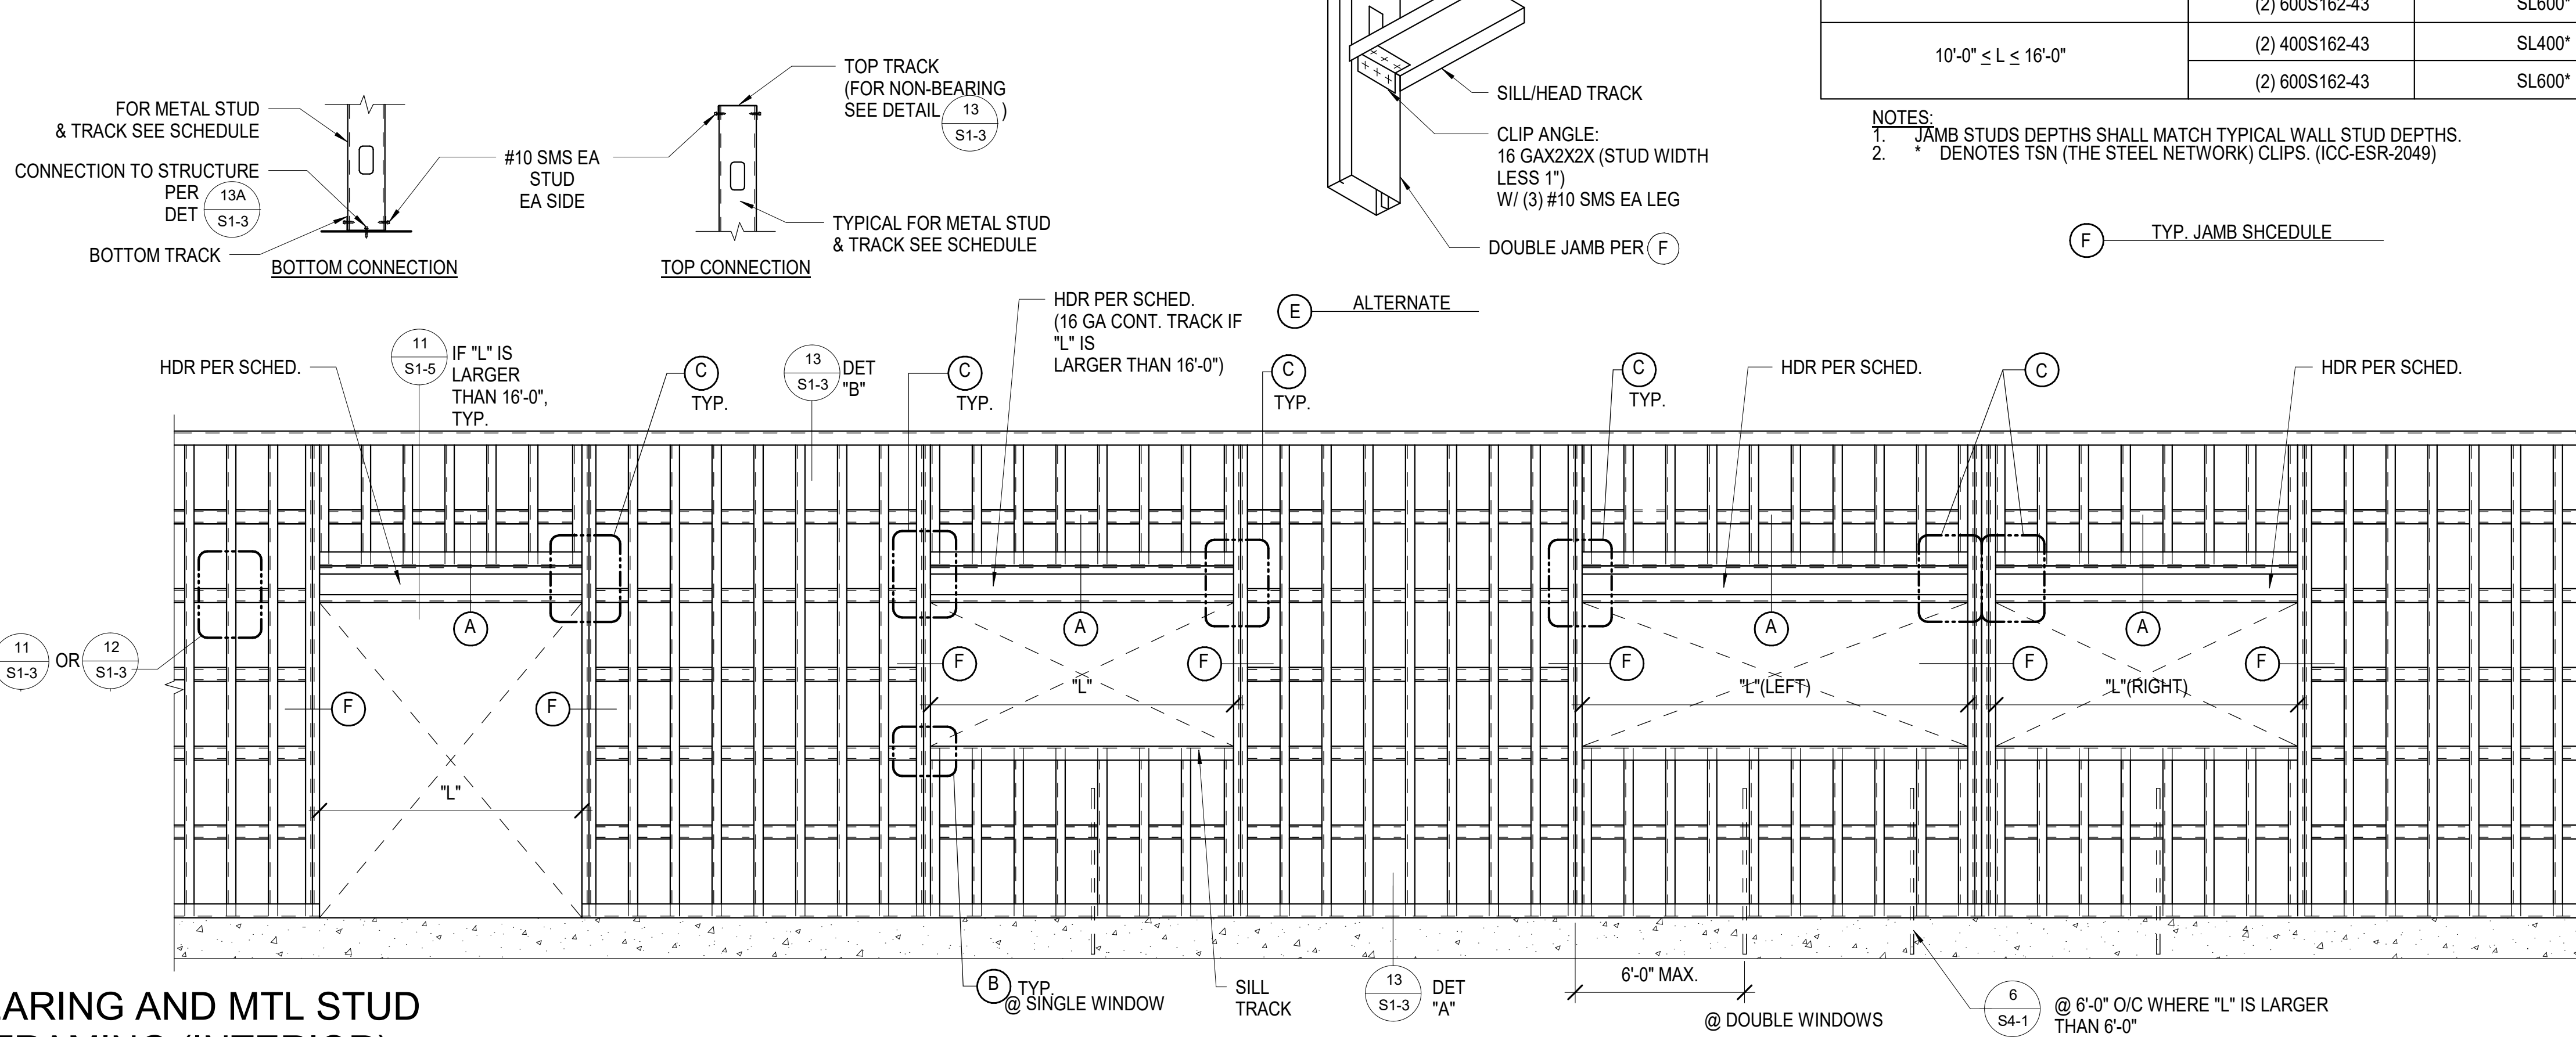 (2) 600S162-43
SL600*
10'-0" ≤ L ≤ 16'-0"
(2) 400S162-43
SL400*
(2) 600S162-43
SL600*
NOTES:
1. JAMB STUDS DEPTHS SHALL MATCH TYPICAL WALL STUD DEPTHS.
2. * DENOTES TSN (THE STEEL NETWORK) CLIPS. (ICC-ESR-2049)
F TYP. JAMB SHCEDULE
FOR METAL STUD
& TRACK SEE SCHEDULE
CONNECTION TO STRUCTURE
PER
DET
13A
S1-3
BOTTOM TRACK
BOTTOM CONNECTION
#10 SMS EA
STUD
EA SIDE
TOP TRACK
(FOR NON-BEARING
SEE DETAIL 13 )
S1-3
TYPICAL FOR METAL STUD
& TRACK SEE SCHEDULE
TOP CONNECTION
SILL/HEAD TRACK
CLIP ANGLE:
16 GAX2X2X (STUD WIDTH
LESS 1")
W/ (3) #10 SMS EA LEG
DOUBLE JAMB PER F
E ALTERNATE
HDR PER SCHED.
11
S1-5
IF "L" IS
LARGER
THAN 16'-0",
TYP.
C
TYP.
13
S1-3
DET
"B"
C
TYP.
HDR PER SCHED.
(16 GA CONT. TRACK IF
"L" IS
LARGER THAN 16'-0")
C
TYP.
C
TYP.
HDR PER SCHED.
C
HDR PER SCHED.
A
A
A
A
11
S1-3
OR
12
S1-3
F
F
F
F
F
F
F
"L"
"L"
"L"(LEFT)
"L"(RIGHT)
B TYP.
@ SINGLE WINDOW
SILL
TRACK
13
S1-3
DET
"A"
6'-0" MAX.
@ DOUBLE WINDOWS
6
S4-1
@ 6'-0" O/C WHERE "L" IS LARGER
THAN 6'-0"
ARING AND MTL STUD
FRAMING (INTERIOR)